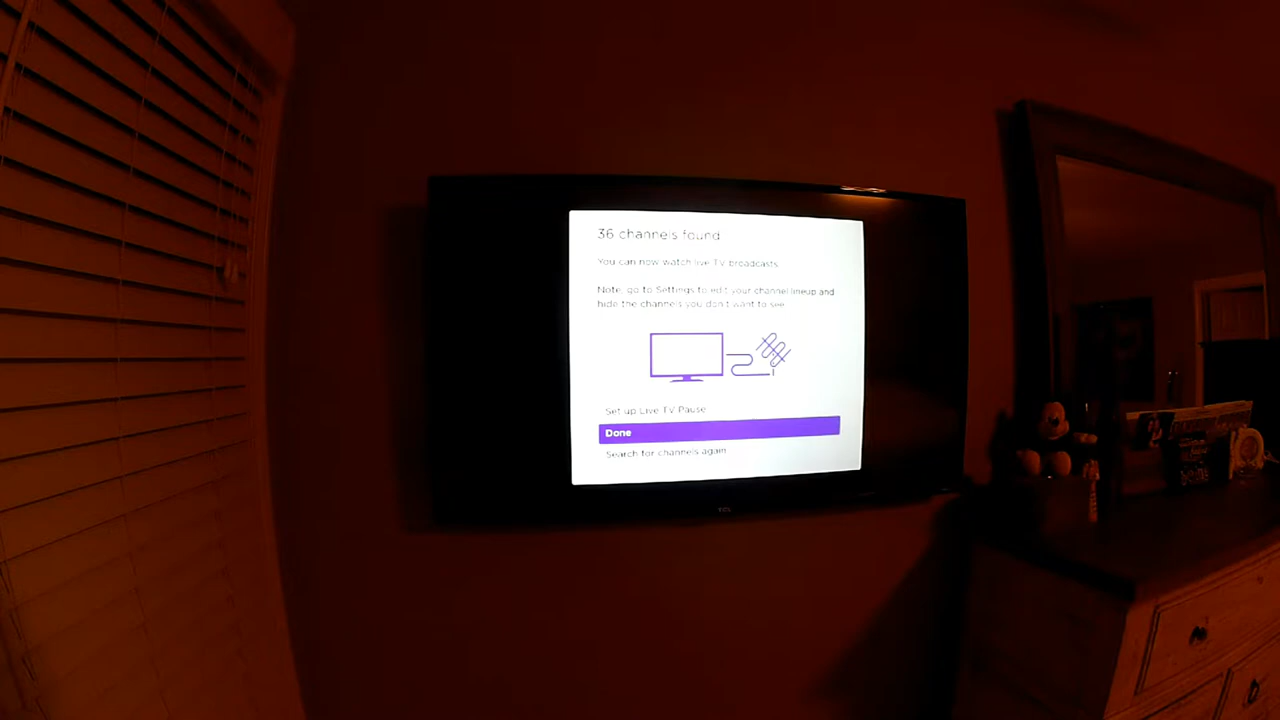 36 channels found
You can now watch live TV broadcasts.
Note, go to Settings to edit your channel lineup and
hide the channels you don't want to see.
Set up Live TV Pause
Done
Search for channels again
TCL